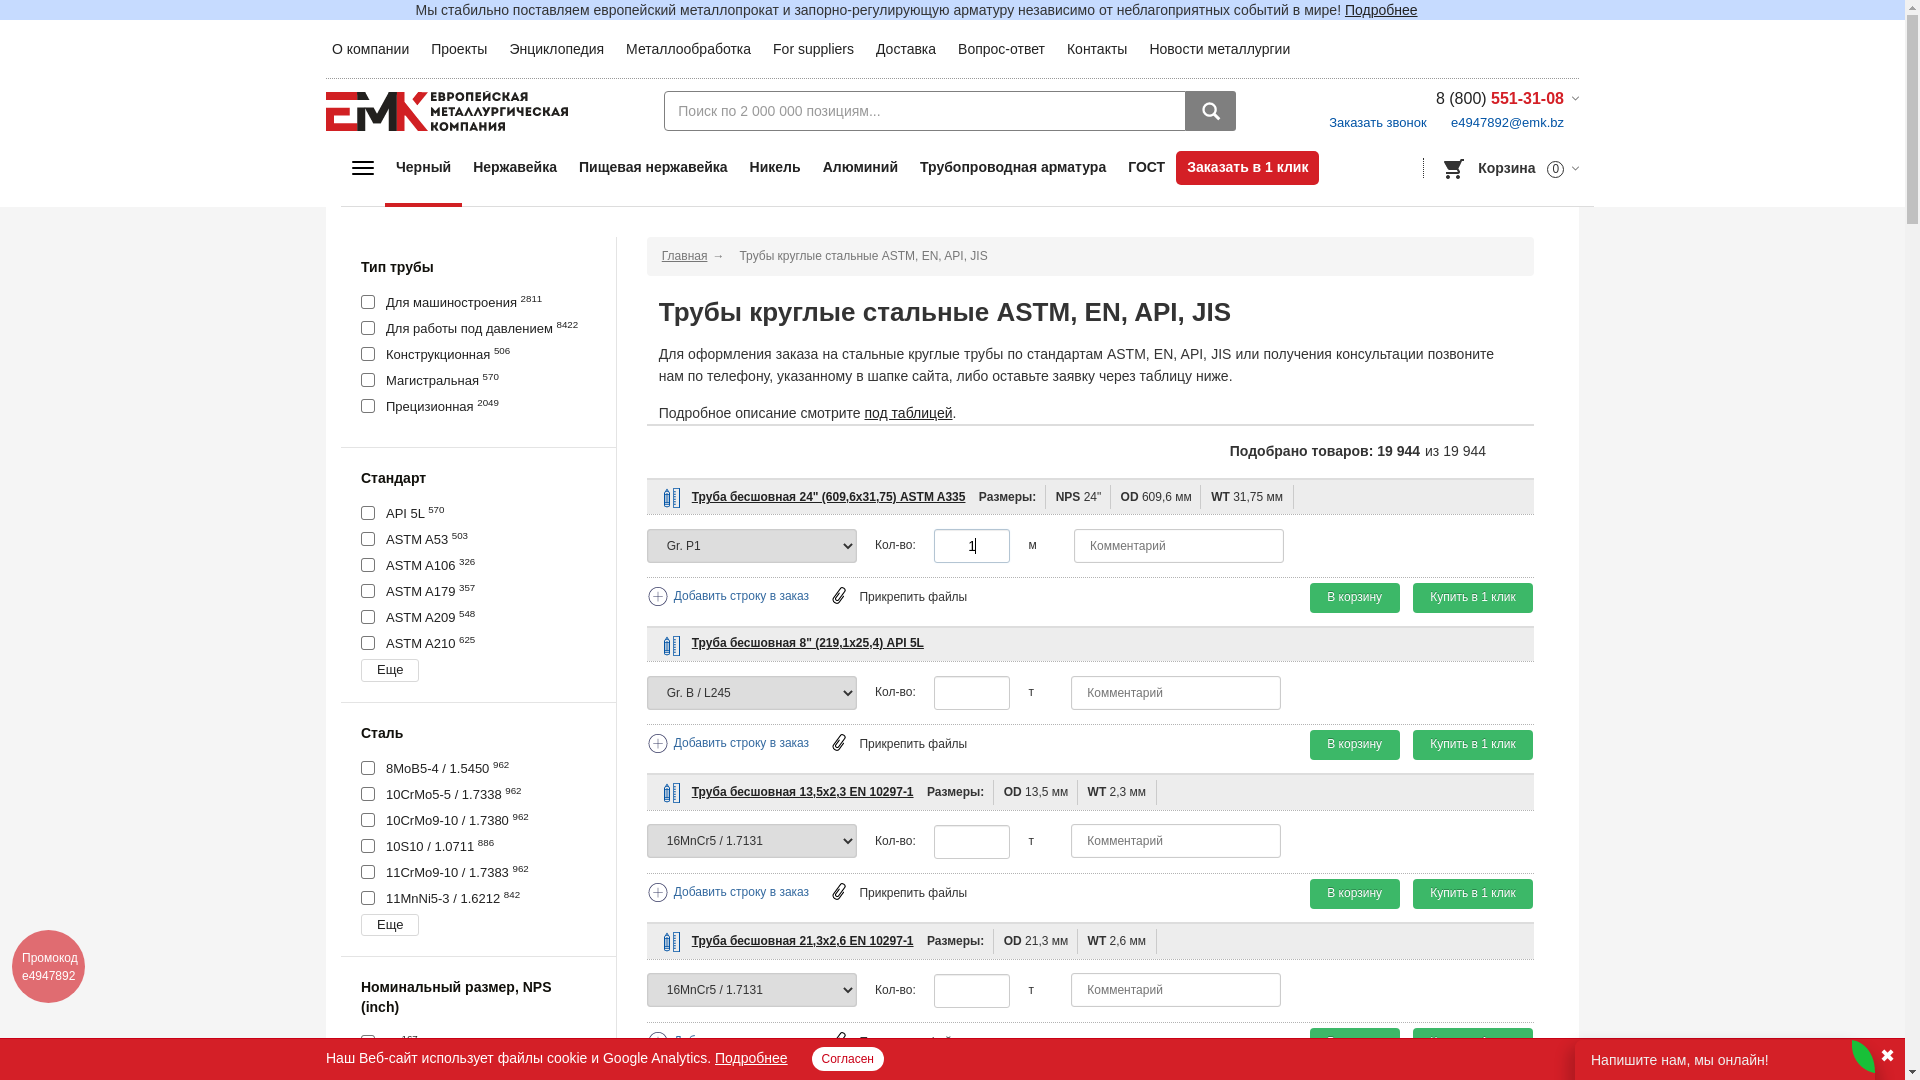 Мы стабильно поставляем европейский металлопрокат и запорно-регулирующую арматуру независимо от неблагоприятных событий в мире! Подробнее
О компании Проекты Энциклопедия Металлообработка For suppliers Доставка Вопрос-ответ Контакты Новости металлургии
ЕМК ЕВРОПЕЙСКАЯ
МЕТАЛЛУРГИЧЕСКАЯ
КОМПАНИЯ
Поиск по 2 000 000 позициям...
8 (800) 551-31-08
Заказать звонок e4947892@emk.bz
Черный Нержавейка Пищевая нержавейка Никель Алюминий Трубопроводная арматура ГОСТ Заказать в 1 клик
Корзина 0
Тип трубы
Для машиностроения 2811
Для работы под давлением 8422
Конструкционная 506
Магистральная 570
Прецизионная 2049
Стандарт
API 5L 570
ASTM A53 503
ASTM A106 326
ASTM A179 357
ASTM A209 548
ASTM A210 625
Еще
Сталь
8MoB5-4 / 1.5450 962
10CrMo5-5 / 1.7338 962
10CrMo9-10 / 1.7380 962
10S10 / 1.0711 886
11CrMo9-10 / 1.7383 962
11MnNi5-3 / 1.6212 842
Еще
Номинальный размер, NPS
(inch)
Главная → Трубы круглые стальные ASTM, EN, API, JIS
Трубы круглые стальные ASTM, EN, API, JIS
Для оформления заказа на стальные круглые трубы по стандартам ASTM, EN, API, JIS или получения консультации позвоните
нам по телефону, указанному в шапке сайта, либо оставьте заявку через таблицу ниже.
Подробное описание смотрите под таблицей.
Подобрано товаров: 19 944 из 19 944
Труба бесшовная 24" (609,6х31,75) ASTM A335 Размеры: NPS 24" OD 609,6 мм WT 31,75 мм
Gr. P1 Кол-во: 1 м Комментарий
Добавить строку в заказ Прикрепить файлы В корзину Купить в 1 клик
Труба бесшовная 8" (219,1х25,4) API 5L
Gr. B / L245 Кол-во: т Комментарий
Добавить строку в заказ Прикрепить файлы В корзину Купить в 1 клик
Труба бесшовная 13,5х2,3 EN 10297-1 Размеры: OD 13,5 мм WT 2,3 мм
16MnCr5 / 1.7131 Кол-во: т Комментарий
Добавить строку в заказ Прикрепить файлы В корзину Купить в 1 клик
Труба бесшовная 21,3х2,6 EN 10297-1 Размеры: OD 21,3 мм WT 2,6 мм
16MnCr5 / 1.7131 Кол-во: т Комментарий
Промокод
e4947892
Наш Веб-сайт использует файлы cookie и Google Analytics. Подробнее Согласен
Напишите нам, мы онлайн!